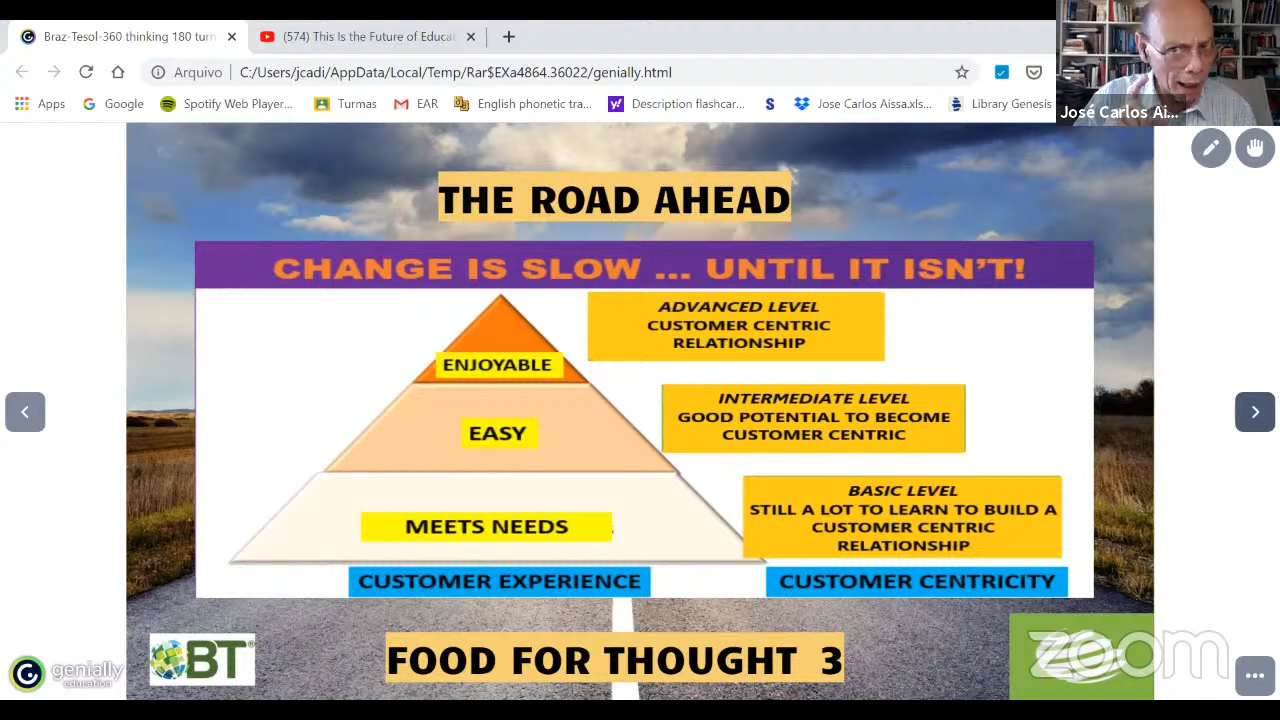 Braz-Tesol-360 thinking 180 turn
(574) This Is the Future of Educat
Arquivo
C:/Users/jcadi/AppData/Local/Temp/Rar$EXa4864.36022/genially.html
Apps
Google
Spotify Web Player...
Turmas
EAR
English phonetic tra...
Description flashcar...
Jose Carlos Aissa.xls...
Library Genesis
José Carlos Ai...
THE ROAD AHEAD
CHANGE IS SLOW ... UNTIL IT ISN'T!
ADVANCED LEVEL
CUSTOMER CENTRIC
RELATIONSHIP
ENJOYABLE
INTERMEDIATE LEVEL
GOOD POTENTIAL TO BECOME
CUSTOMER CENTRIC
EASY
BASIC LEVEL
STILL A LOT TO LEARN TO BUILD A
CUSTOMER CENTRIC
RELATIONSHIP
MEETS NEEDS
CUSTOMER EXPERIENCE
CUSTOMER CENTRICITY
BT®
FOOD FOR THOUGHT 3
genially
education
zoom